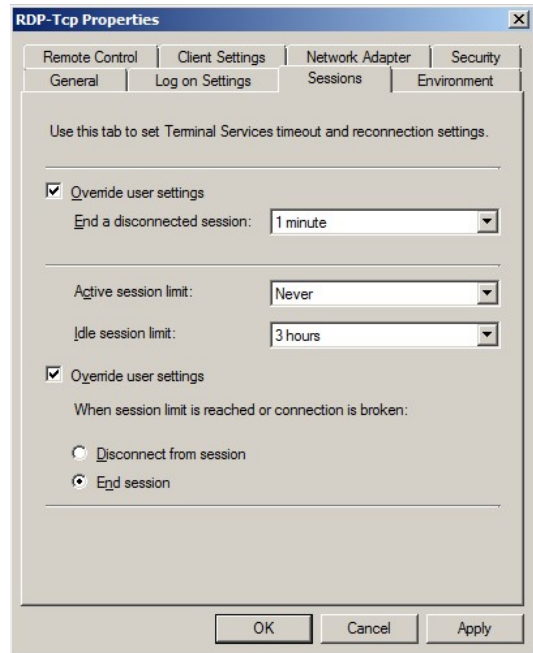 RDP-Tcp Properties
Remote Control Client Settings Network Adapter Security
General Log on Settings Sessions Environment
Use this tab to set Terminal Services timeout and reconnection settings.
Override user settings
End a disconnected session: 1 minute
Active session limit: Never
Idle session limit: 3 hours
Override user settings
When session limit is reached or connection is broken:
Disconnect from session
End session
OK Cancel Apply